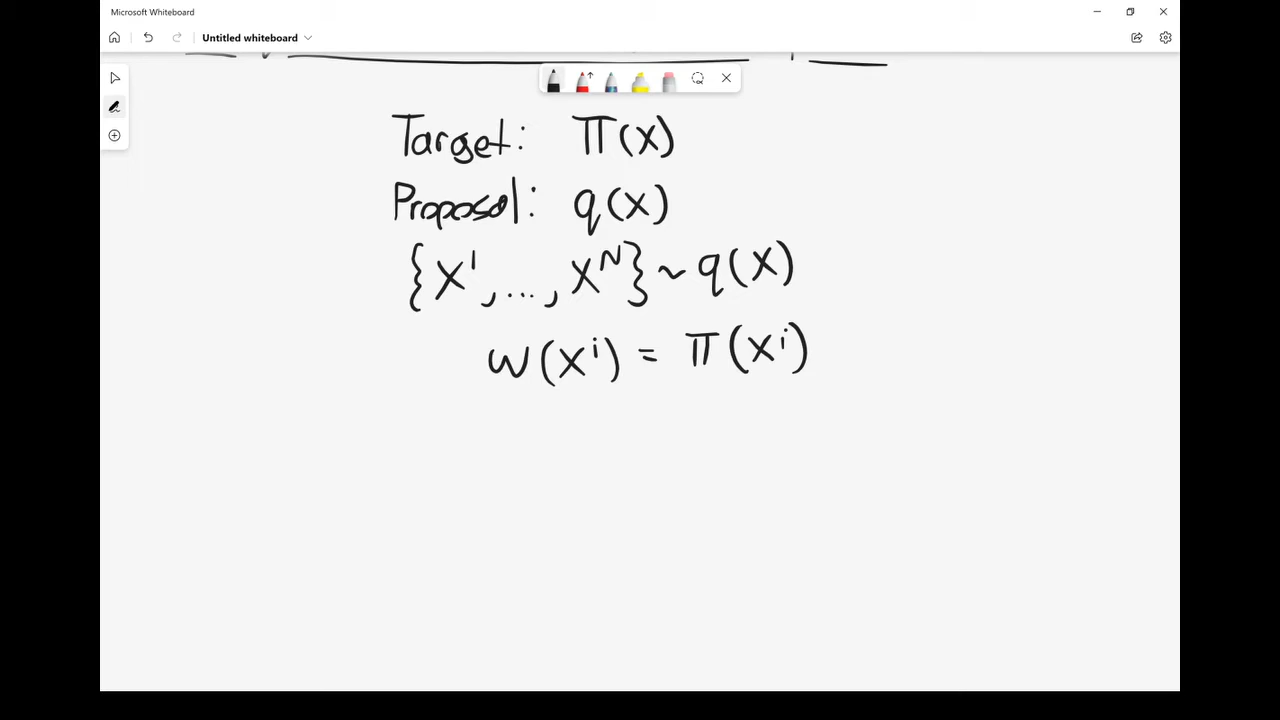 Microsoft Whiteboard
Untitled whiteboard
Target: π(x)
Proposal: q(x)
{x¹, ..., xᴺ} ~ q(x)
w(xⁱ) = π(xⁱ)